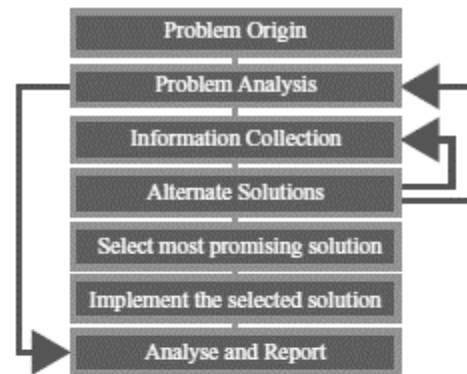 Problem Origin
Problem Analysis
Information Collection
Alternate Solutions
Select most promising solution
Implement the selected solution
Analyse and Report